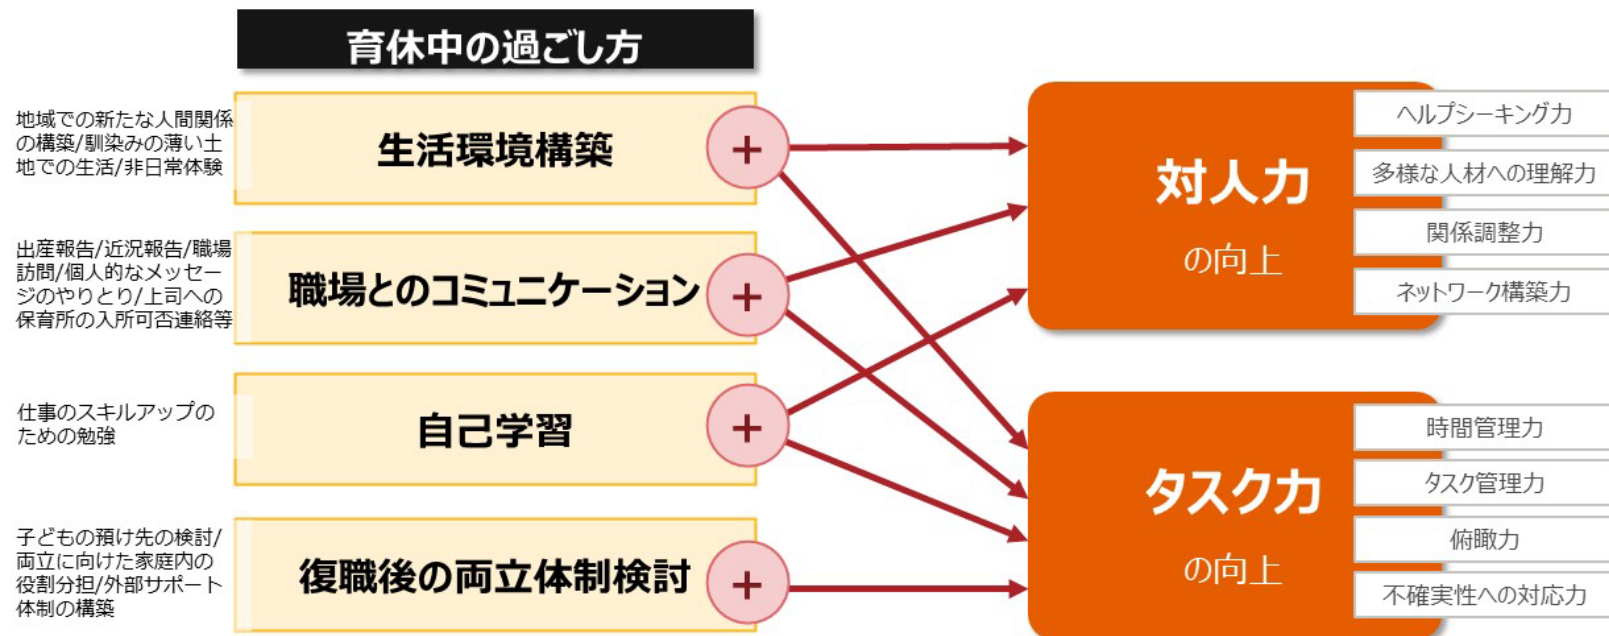 育休中の過ごし方
地域での新たな人間関係
の構築/馴染みの薄い土
地での生活/非日常体験
生活環境構築
+
出産報告/近況報告/職場
訪問/個人的なメッセー
ジのやりとり/上司への
保育所の入所可否連絡等
職場とのコミュニケーション
+
仕事のスキルアップの
ための勉強
自己学習
+
子どもの預け先の検討/
両立に向けた家庭内の
役割分担/外部サポート
体制の構築
復職後の両立体制検討
+
対人力
の向上
ヘルプシーキング力
多様な人材への理解力
関係調整力
ネットワーク構築力
タスク力
の向上
時間管理力
タスク管理力
俯瞰力
不確実性への対応力